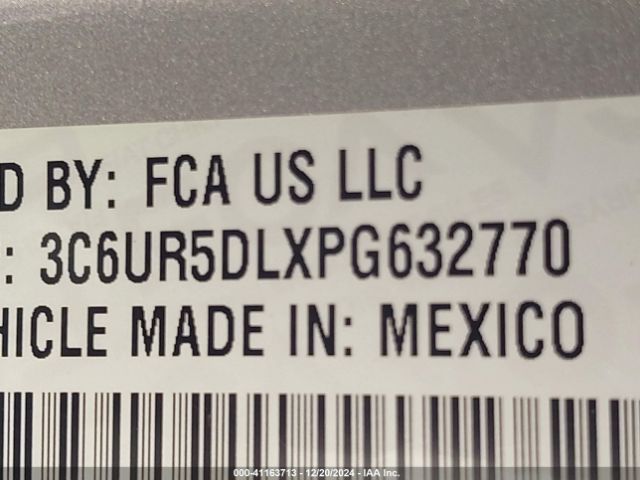 D BY: FCA US LLC
: 3C6UR5DLXPG632770
HICLE MADE IN: MEXICO
000-41163713 - 12/20/2024 - IAA Inc.